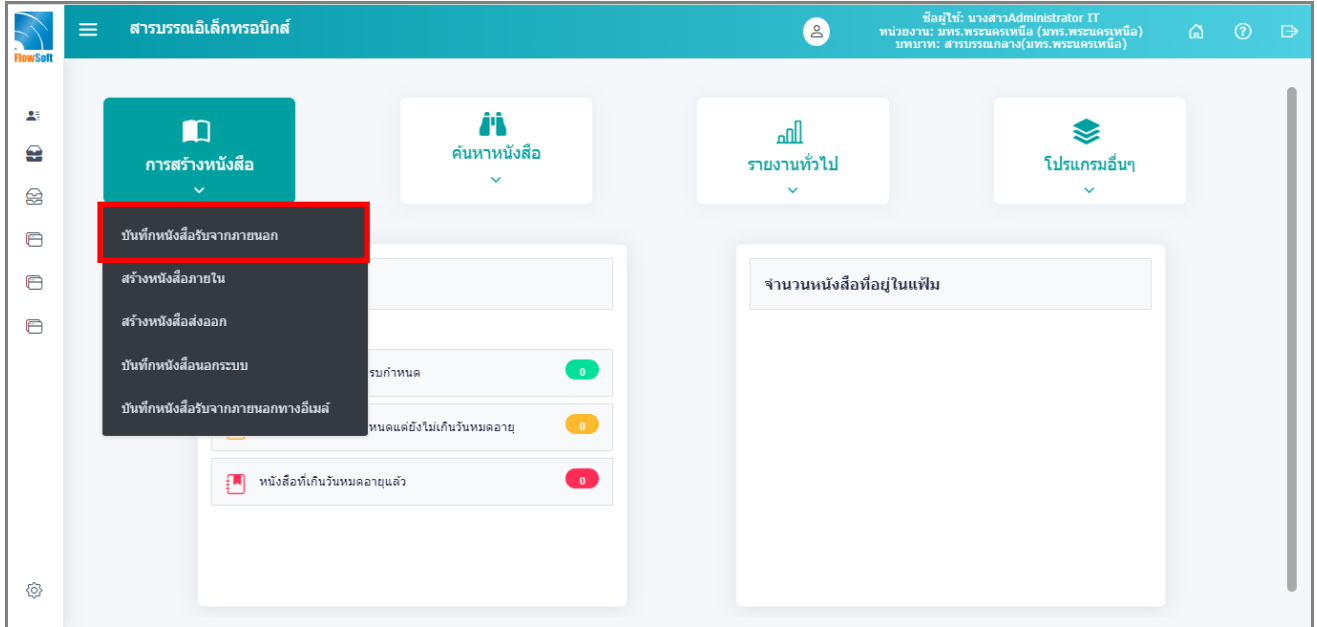 FlowSoft
สารบรรณอิเล็กทรอนิกส์
ชื่อผู้ใช้: นางสาวAdministrator IT
หน่วยงาน: มทร.พระนครเหนือ (มทร.พระนครเหนือ)
บทบาท: สารบรรณกลาง(มทร.พระนครเหนือ)
การสร้างหนังสือ
ค้นหาหนังสือ
รายงานทั่วไป
โปรแกรมอื่นๆ
บันทึกหนังสือรับจากภายนอก
สร้างหนังสือภายใน
สร้างหนังสือส่งออก
บันทึกหนังสือนอกระบบ
บันทึกหนังสือรับจากภายนอกทางอีเมล์
รบกำหนด 0
หนดแต่ยังไม่เกินวันหมดอายุ 0
หนังสือที่เกินวันหมดอายุแล้ว 0
จำนวนหนังสือที่อยู่ในแฟ้ม